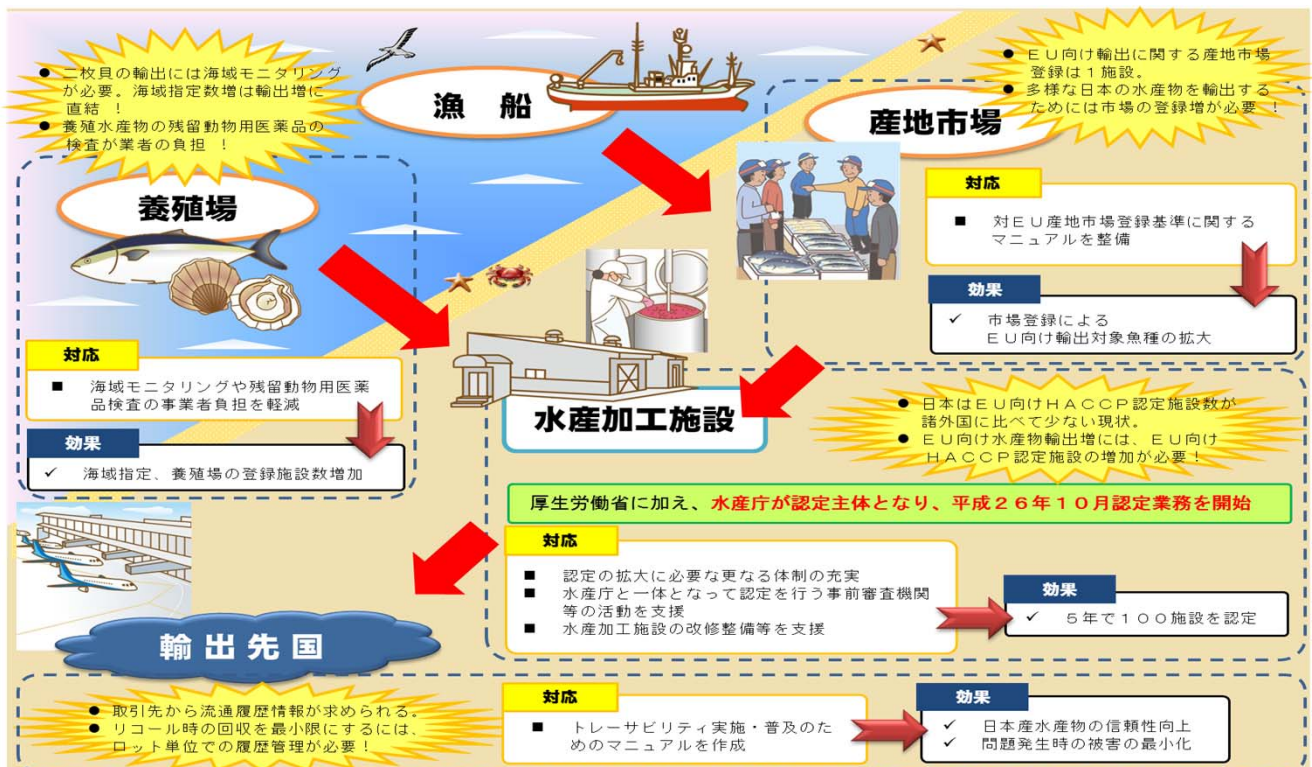 ● 二枚貝の輸出には海域モニタリング
が必要。海域指定数増は輸出増に
直結 !
● 養殖水産物の残留動物用医薬品の
検査が業者の負担 !
養殖場
対応
■ 海域モニタリングや残留動物用医薬
品検査の事業者負担を軽減
効果
✓ 海域指定、養殖場の登録施設数増加
漁 船
● EU向け輸出に関する産地市場
登録は1施設。
● 多様な日本の水産物を輸出する
ためには市場の登録増が必要 !
産地市場
対応
■ 対EU産地市場登録基準に関する
マニュアルを整備
効果
✓ 市場登録による
EU向け輸出対象魚種の拡大
水産加工施設
● 日本はEU向けHACCP認定施設数が
諸外国に比べて少ない現状。
● EU向け水産物輸出増には、EU向け
HACCP認定施設の増加が必要!
厚生労働省に加え、水産庁が認定主体となり、平成26年10月認定業務を開始
対応
■ 認定の拡大に必要な更なる体制の充実
■ 水産庁と一体となって認定を行う事前審査機関
等の活動を支援
■ 水産加工施設の改修整備等を支援
効果
✓ 5年で100施設を認定
輸出先国
● 取引先から流通履歴情報が求められる。
● リコール時の回収を最小限にするには、
ロット単位での履歴管理が必要!
対応
■ トレーサビリティ実施・普及のた
めのマニュアルを作成
効果
✓ 日本産水産物の信頼性向上
✓ 問題発生時の被害の最小化